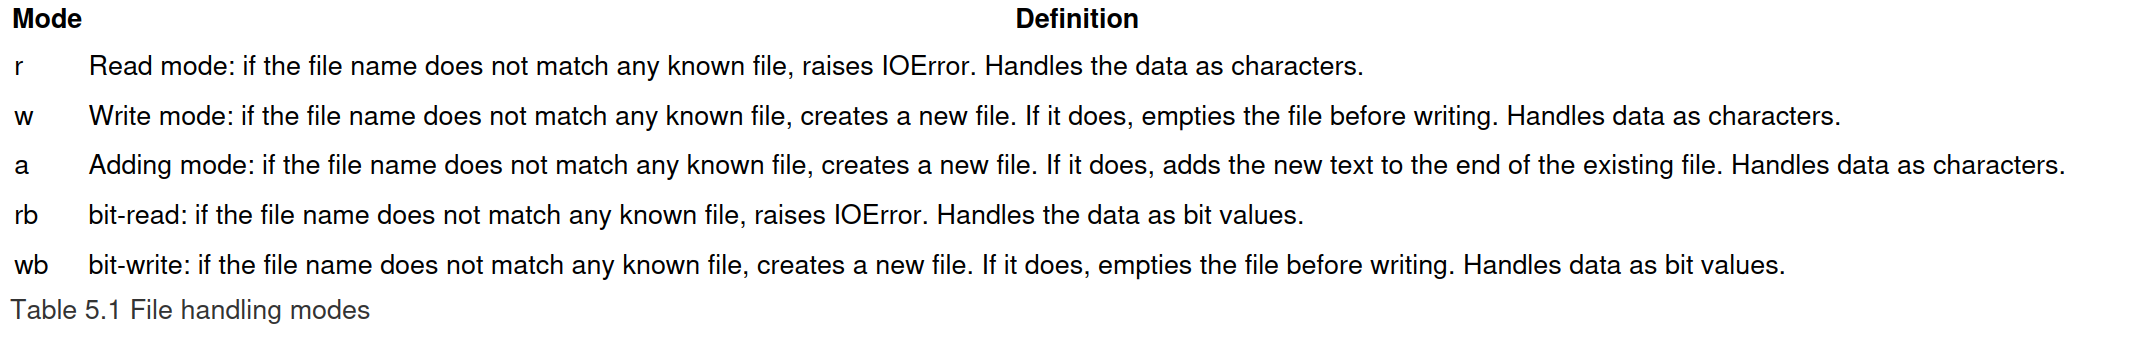 Mode Definition
r Read mode: if the file name does not match any known file, raises IOError. Handles the data as characters.
w Write mode: if the file name does not match any known file, creates a new file. If it does, empties the file before writing. Handles data as characters.
a Adding mode: if the file name does not match any known file, creates a new file. If it does, adds the new text to the end of the existing file. Handles data as characters.
rb bit-read: if the file name does not match any known file, raises IOError. Handles the data as bit values.
wb bit-write: if the file name does not match any known file, creates a new file. If it does, empties the file before writing. Handles data as bit values.
Table 5.1 File handling modes